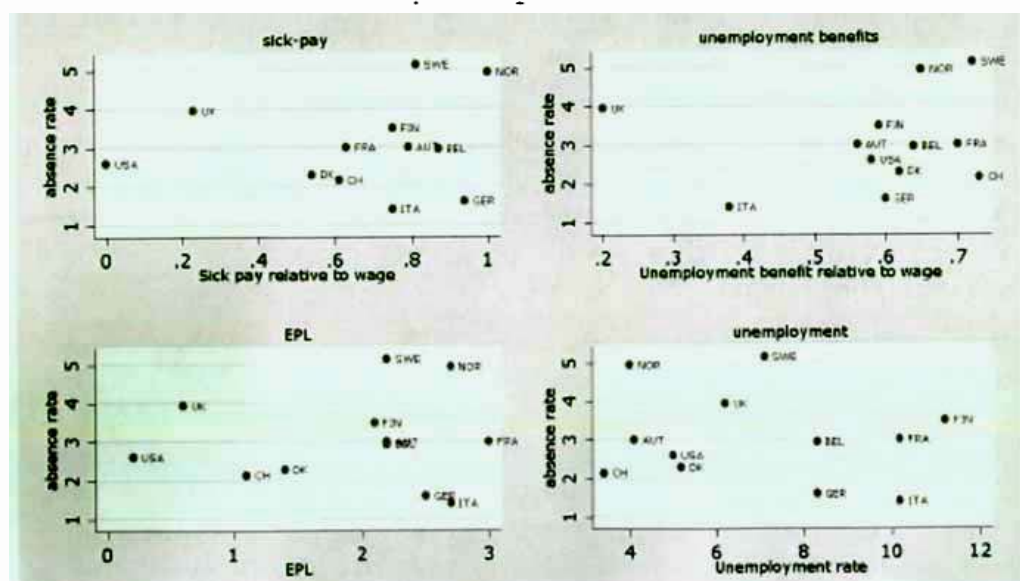 sick-pay
absence rate
5
4
3
2
1
SWE
NOR
UK
FIN
FRA
AUT
BEL
USA
DK
CH
GER
ITA
0 .2 .4 .6 .8 1
Sick pay relative to wage
unemployment benefits
absence rate
5
4
3
2
1
SWE
NOR
UK
FIN
AUT
BEL
FRA
USA
DK
CH
GER
ITA
.2 .3 .4 .5 .6 .7
Unemployment benefit relative to wage
EPL
absence rate
5
4
3
2
1
SWE
NOR
UK
FIN
FRA
USA
DK
CH
GER
ITA
0 1 2 3
EPL
unemployment
absence rate
5
4
3
2
1
SWE
NOR
UK
FIN
AUT
BEL
FRA
USA
DK
CH
GER
ITA
4 6 8 10 12
Unemployment rate